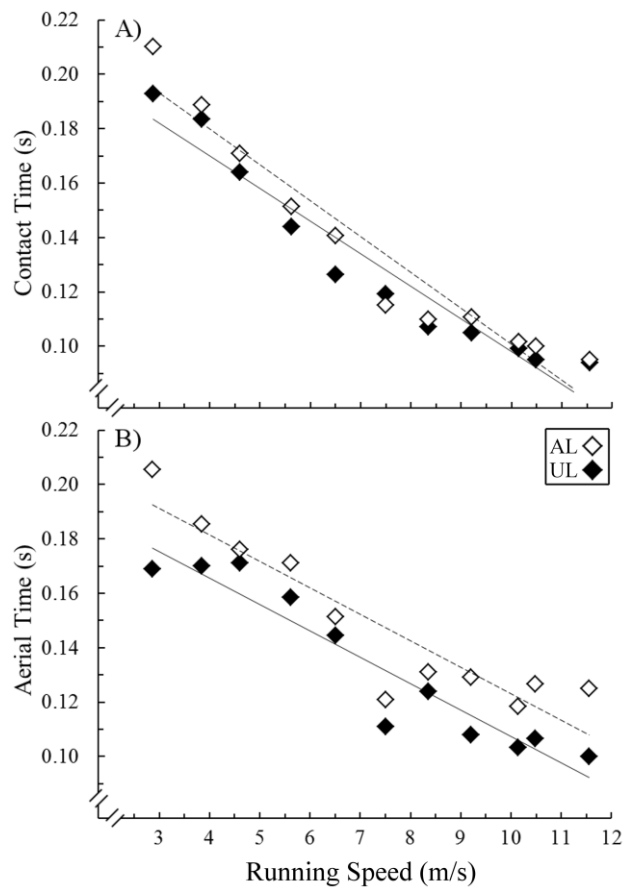 A)
0.22
0.20
0.18
0.16
0.14
0.12
0.10
Contact Time (s)
B)
AL
UL
0.22
0.20
0.18
0.16
0.14
0.12
0.10
Aerial Time (s)
3 4 5 6 7 8 9 10 11 12
Running Speed (m/s)